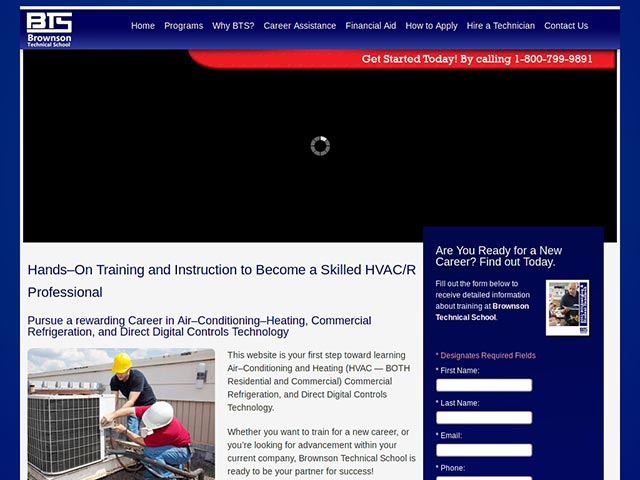 BTS
Brownson
Technical School
Home Programs Why BTS? Career Assistance Financial Aid How to Apply Hire a Technician Contact Us
Get Started Today! By calling 1-800-799-9891
Hands–On Training and Instruction to Become a Skilled HVAC/R
Professional
Pursue a rewarding Career in Air–Conditioning–Heating, Commercial
Refrigeration, and Direct Digital Controls Technology
This website is your first step toward learning
Air–Conditioning and Heating (HVAC — BOTH
Residential and Commercial) Commercial
Refrigeration, and Direct Digital Controls
Technology.
Whether you want to train for a new career, or
you're looking for advancement within your
current company, Brownson Technical School is
ready to be your partner for success!
Are You Ready for a New
Career? Find out Today.
Fill out the form below to
receive detailed information
about training at Brownson
Technical School.
* Designates Required Fields
* First Name:
* Last Name:
* Email:
* Phone: